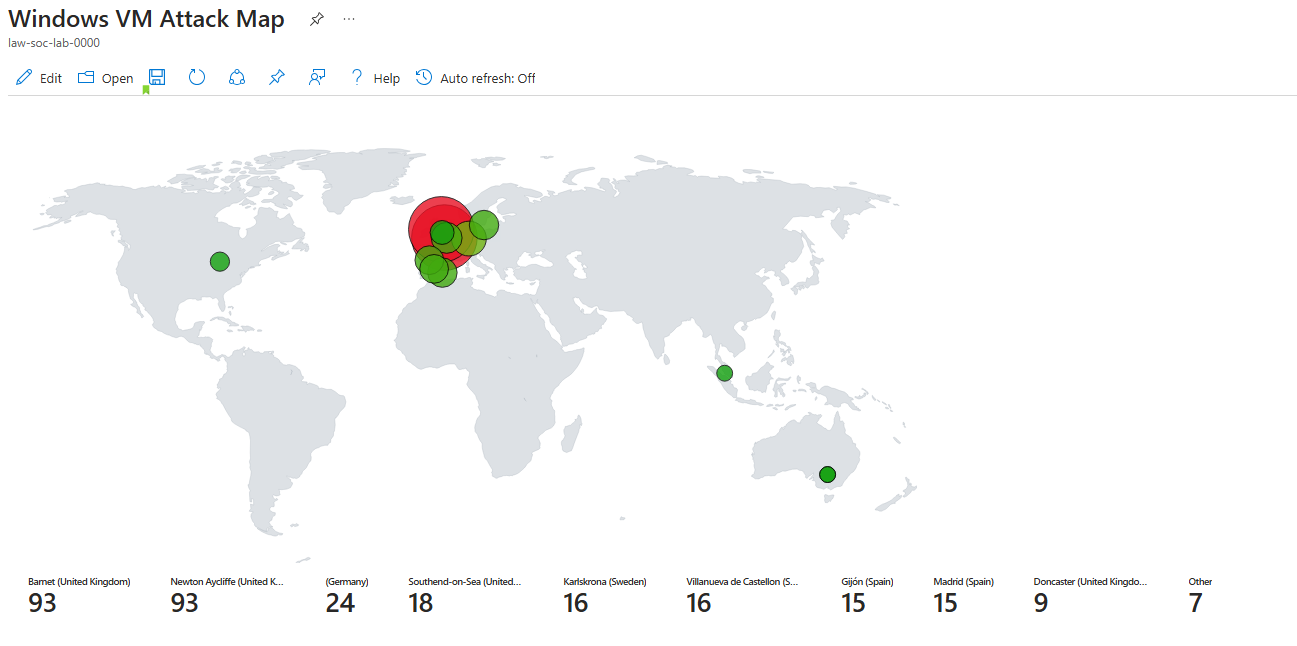 Windows VM Attack Map
law-soc-lab-0000
Edit Open Help Auto refresh: Off
Barnet (United Kingdom) Newton Aycliffe (United K... (Germany) Southend-on-Sea (United... Karlskrona (Sweden) Villanueva de Castellon (S... Gijón (Spain) Madrid (Spain) Doncaster (United Kingdo... Other
93 93 24 18 16 16 15 15 9 7